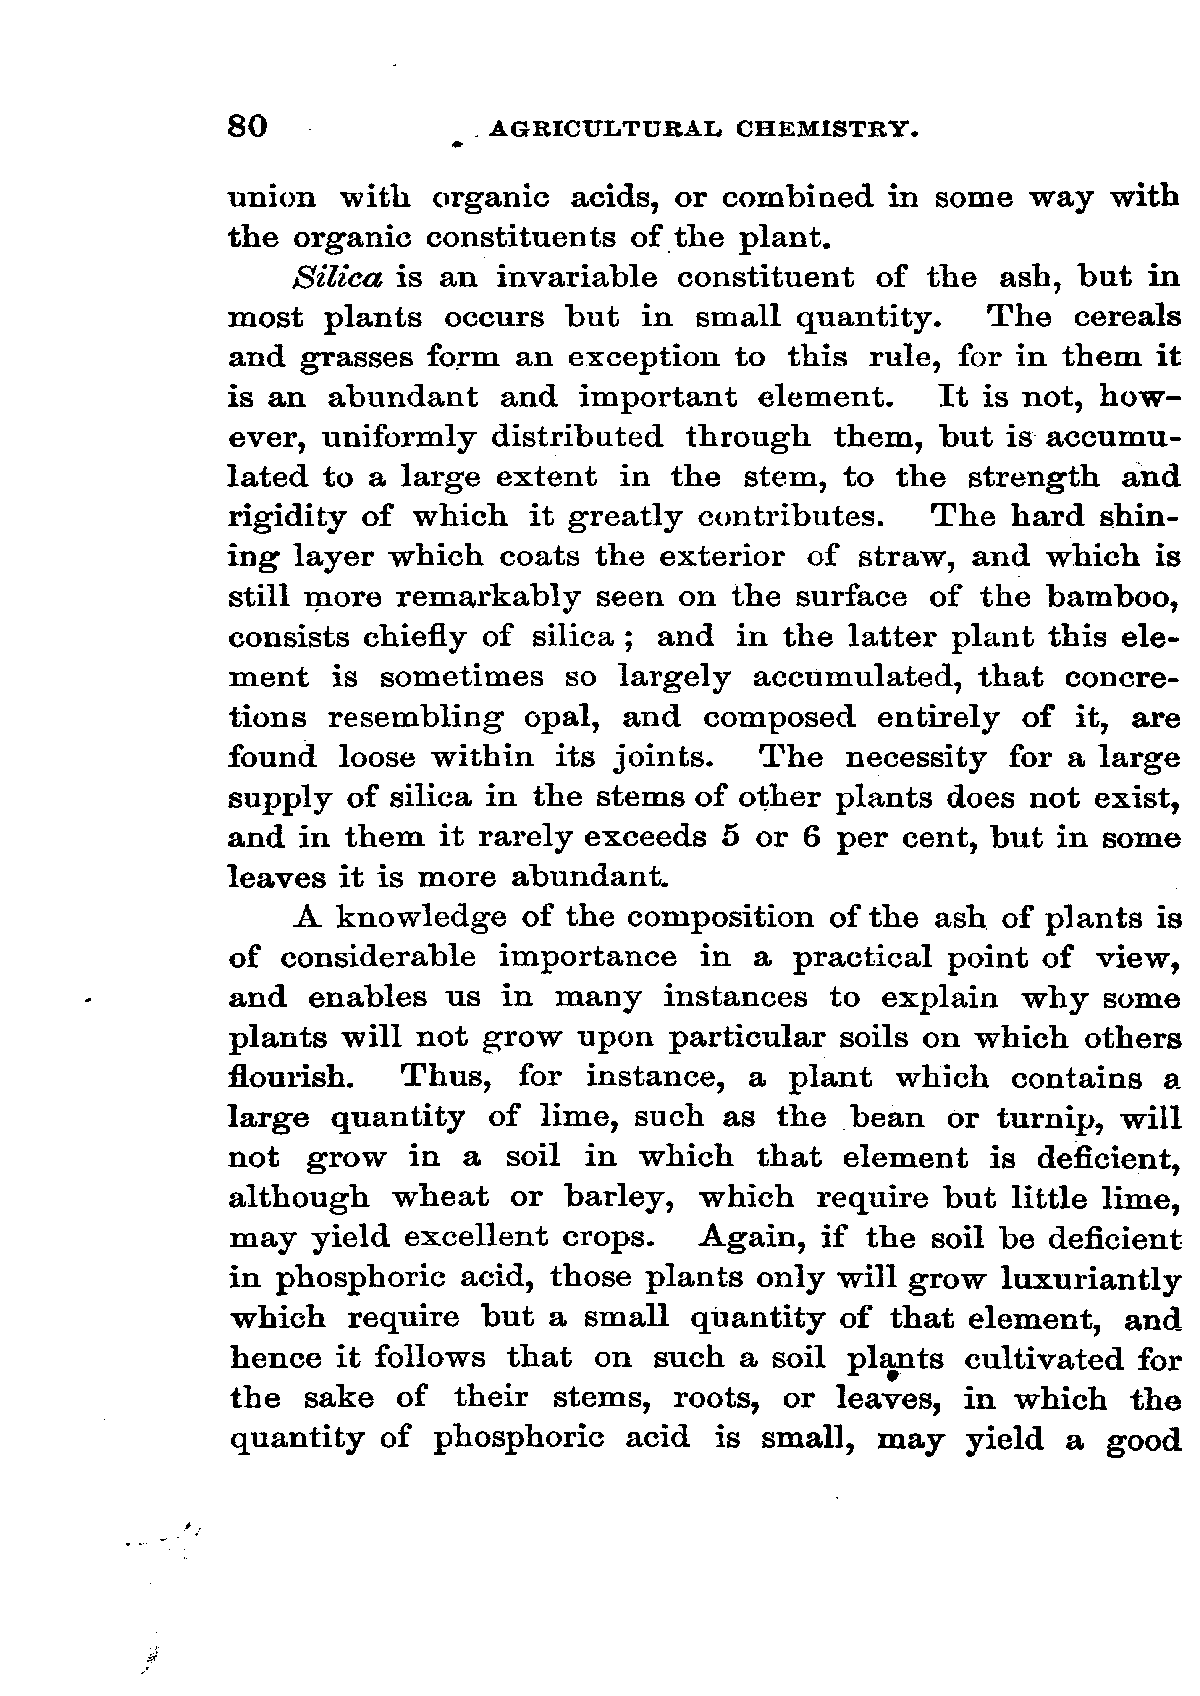 80 AGRICULTURAL CHEMISTRY.
union with organic acids, or combined in some way with
the organic constituents of the plant.
Silica is an invariable constituent of the ash, but in
most plants occurs but in small quantity. The cereals
and grasses form an exception to this rule, for in them it
is an abundant and important element. It is not, how-
ever, uniformly distributed through them, but is accumu-
lated to a large extent in the stem, to the strength and
rigidity of which it greatly contributes. The hard shin-
ing layer which coats the exterior of straw, and which is
still more remarkably seen on the surface of the bamboo,
consists chiefly of silica ; and in the latter plant this ele-
ment is sometimes so largely accumulated, that concre-
tions resembling opal, and composed entirely of it, are
found loose within its joints. The necessity for a large
supply of silica in the stems of other plants does not exist,
and in them it rarely exceeds 5 or 6 per cent, but in some
leaves it is more abundant.
A knowledge of the composition of the ash of plants is
of considerable importance in a practical point of view,
and enables us in many instances to explain why some
plants will not grow upon particular soils on which others
flourish. Thus, for instance, a plant which contains a
large quantity of lime, such as the bean or turnip, will
not grow in a soil in which that element is deficient,
although wheat or barley, which require but little lime,
may yield excellent crops. Again, if the soil be deficient
in phosphoric acid, those plants only will grow luxuriantly
which require but a small quantity of that element, and
hence it follows that on such a soil plants cultivated for
the sake of their stems, roots, or leaves, in which the
quantity of phosphoric acid is small, may yield a good